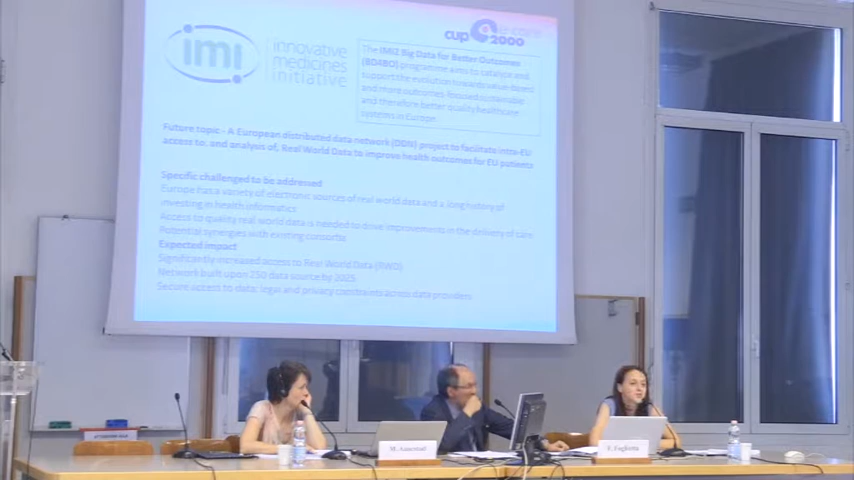 imi
innovative
medicines
initiative
cup 2000
The IMI2 Big Data for Better Outcomes
(BD4BO) programme aims to catalyze and
support the evolution towards value-based
and more outcomes-focused sustainable
and therefore better quality healthcare
systems in Europe.
Future topic - A European distributed data network (DDN) project to facilitate intra-EU
access to, and analysis of, Real World Data to improve health outcomes for EU patients
Specific challenged to be addressed
Europe has a variety of electronic sources of real world data and a long history of
investing in health informatics
Access to quality real world data is needed to drive improvements in the delivery of care
Potential synergies with existing consortia
Expected impact
Significantly increased access to Real World Data (RWD)
Network built upon 250 data source by 2025
Secure access to data: legal and privacy constraints across data providers